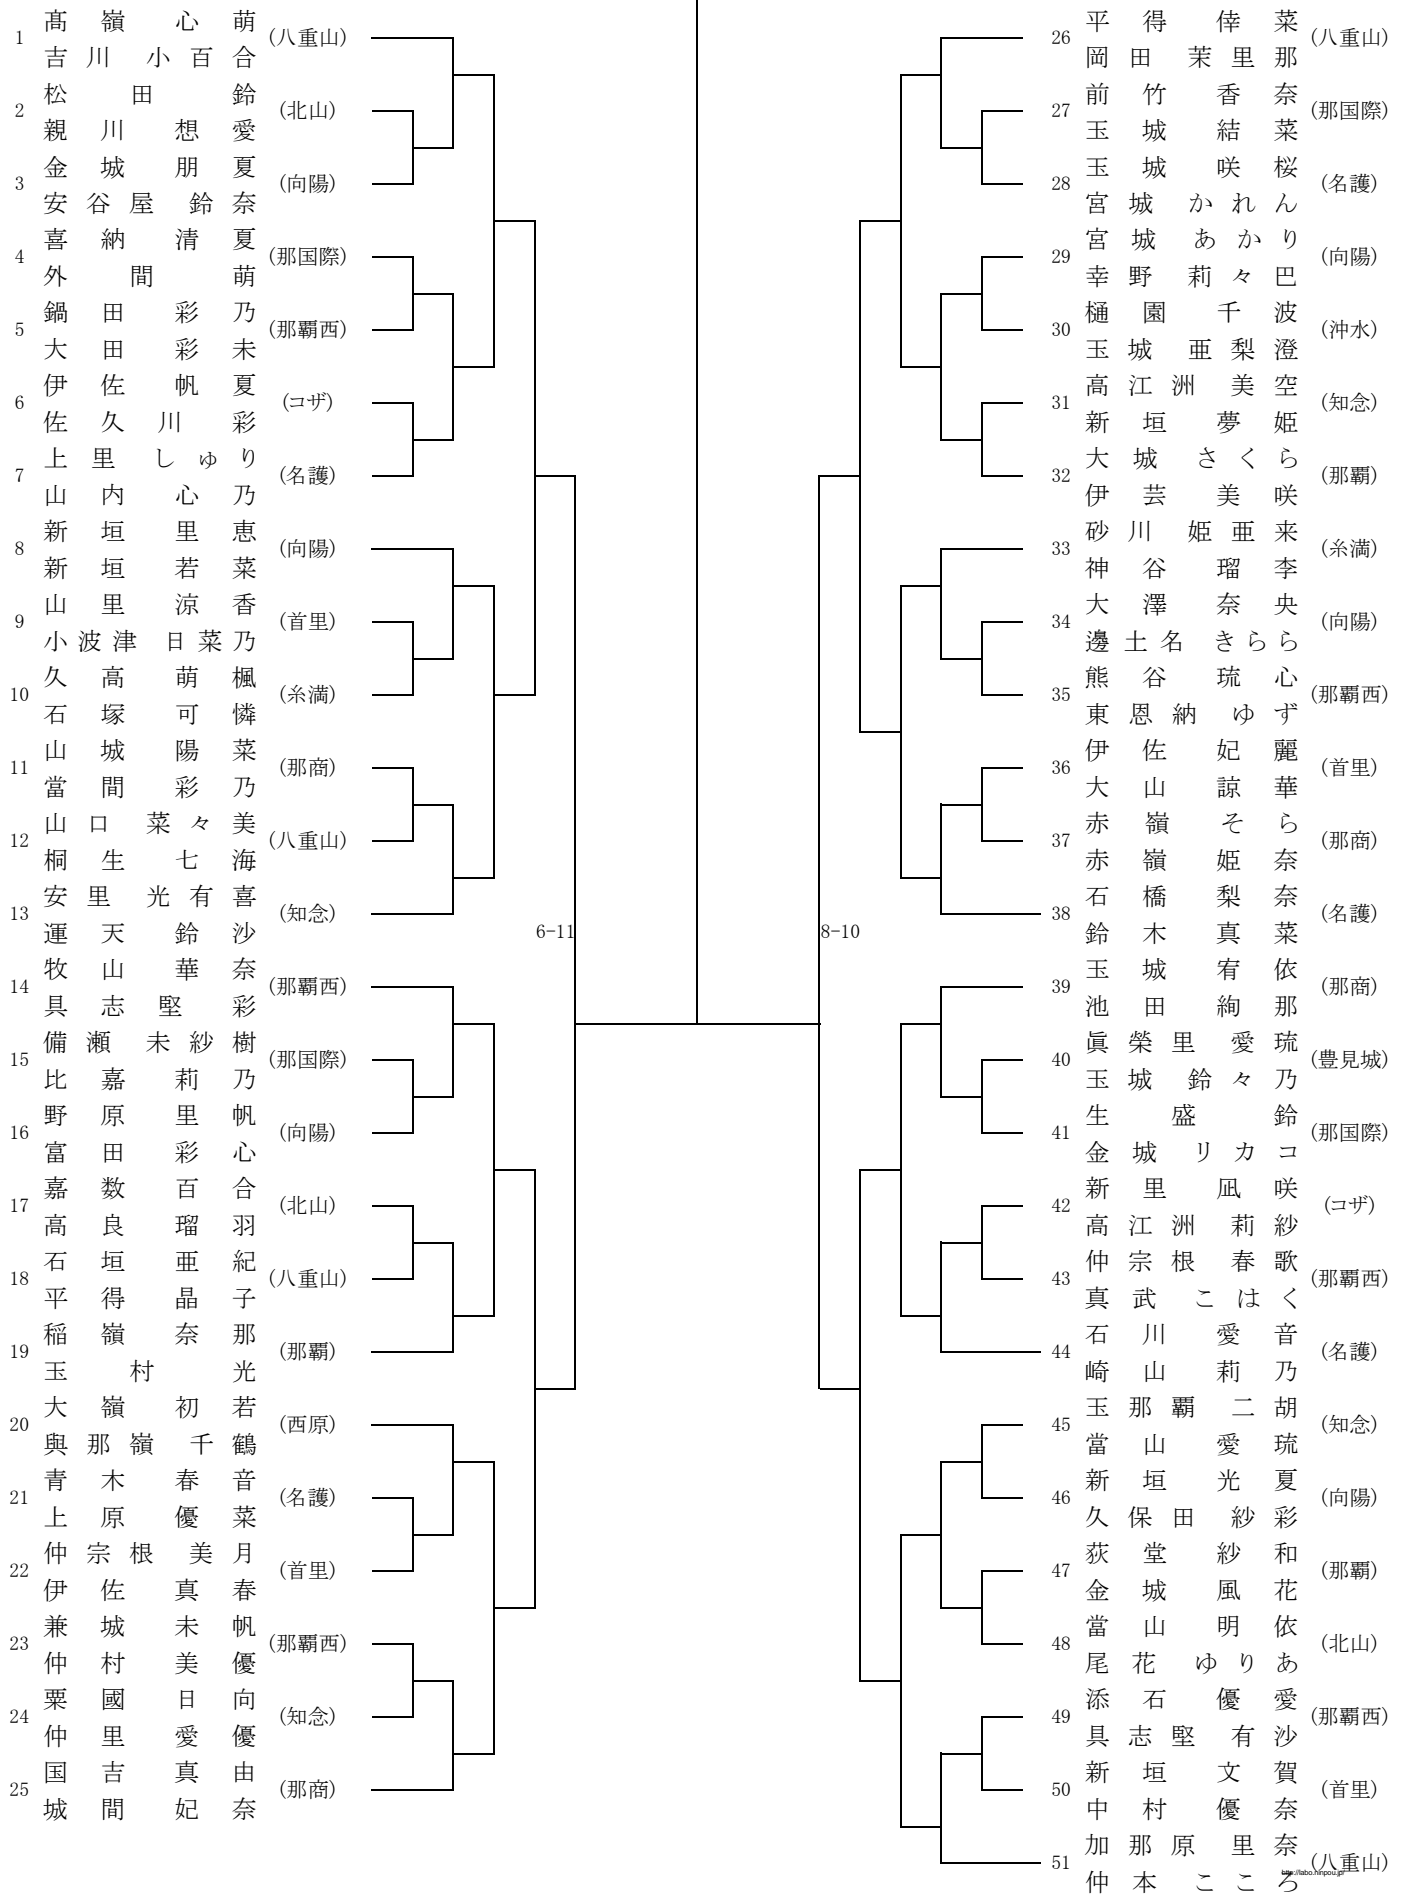 1 髙嶺 心萌 (八重山)
吉川 小百合
2 松田 鈴 (北山)
親川 想愛
3 金城 朋夏 (向陽)
安谷屋 鈴奈
4 喜納 清夏 (那国際)
外間 萌
5 鍋田 彩乃 (那覇西)
大田 彩未
6 伊佐 帆夏 (コザ)
佐久川 彩
7 上里 しゅり (名護)
山内 心乃
8 新垣 里恵 (向陽)
新垣 若菜
9 山里 涼香 (首里)
小波津 日菜乃
10 久高 萌楓 (糸満)
石塚 可憐
11 山城 陽菜 (那商)
當間 彩乃
12 山口 菜々美 (八重山)
桐生 七海
13 安里 光有喜 (知念)
運天 鈴沙
14 牧山 華奈 (那覇西)
具志堅 彩
15 備瀬 未紗樹 (那国際)
比嘉 莉乃
16 野原 里帆 (向陽)
富田 彩心
17 嘉数 百合 (北山)
高良 瑠羽
18 石垣 亜紀 (八重山)
平得 晶子
19 稲嶺 奈那 (那覇)
玉村 光
20 大嶺 初若 (西原)
與那嶺 千鶴
21 青木 春音 (名護)
上原 優菜
22 仲宗根 美月 (首里)
伊佐 真春
23 兼城 未帆 (那覇西)
仲村 美優
24 粟國 日向 (知念)
仲里 愛優
25 国吉 真由 (那商)
城間 妃奈
6-11
8-10
26 平得 倖菜 (八重山)
岡田 茉里那
27 前竹 香奈 (那国際)
玉城 結菜
28 玉城 咲桜 (名護)
宮城 かれん
29 宮城 あかり (向陽)
幸野 莉々巴
30 樋園 千波 (沖水)
玉城 亜梨澄
31 高江洲 美空 (知念)
新垣 夢姫
32 大城 さくら (那覇)
伊芸 美咲
33 砂川 姫亜来 (糸満)
神谷 瑠李
34 大澤 奈央 (向陽)
邊土名 きらら
35 熊谷 琉心 (那覇西)
東恩納 ゆず
36 伊佐 妃麗 (首里)
大山 諒華
37 赤嶺 そら (那商)
赤嶺 姫奈
38 石橋 梨奈 (名護)
鈴木 真菜
39 玉城 宥依 (那商)
池田 絢那
40 眞榮里 愛琉 (豊見城)
玉城 鈴々乃
41 生盛 鈴 (那国際)
金城 リカコ
42 新里 凪咲 (コザ)
高江洲 莉紗
43 仲宗根 春歌 (那覇西)
真武 こはく
44 石川 愛音 (名護)
崎山 莉乃
45 玉那覇 二胡 (知念)
當山 愛琉
46 新垣 光夏 (向陽)
久保田 紗彩
47 荻堂 紗和 (那覇)
金城 風花
48 當山 明依 (北山)
尾花 ゆりあ
49 添石 優愛 (那覇西)
具志堅 有沙
50 新垣 文賀 (首里)
中村 優奈
51 加那原 里奈 (八重山)
仲本 こころ
http://labo.hinpou.jp/